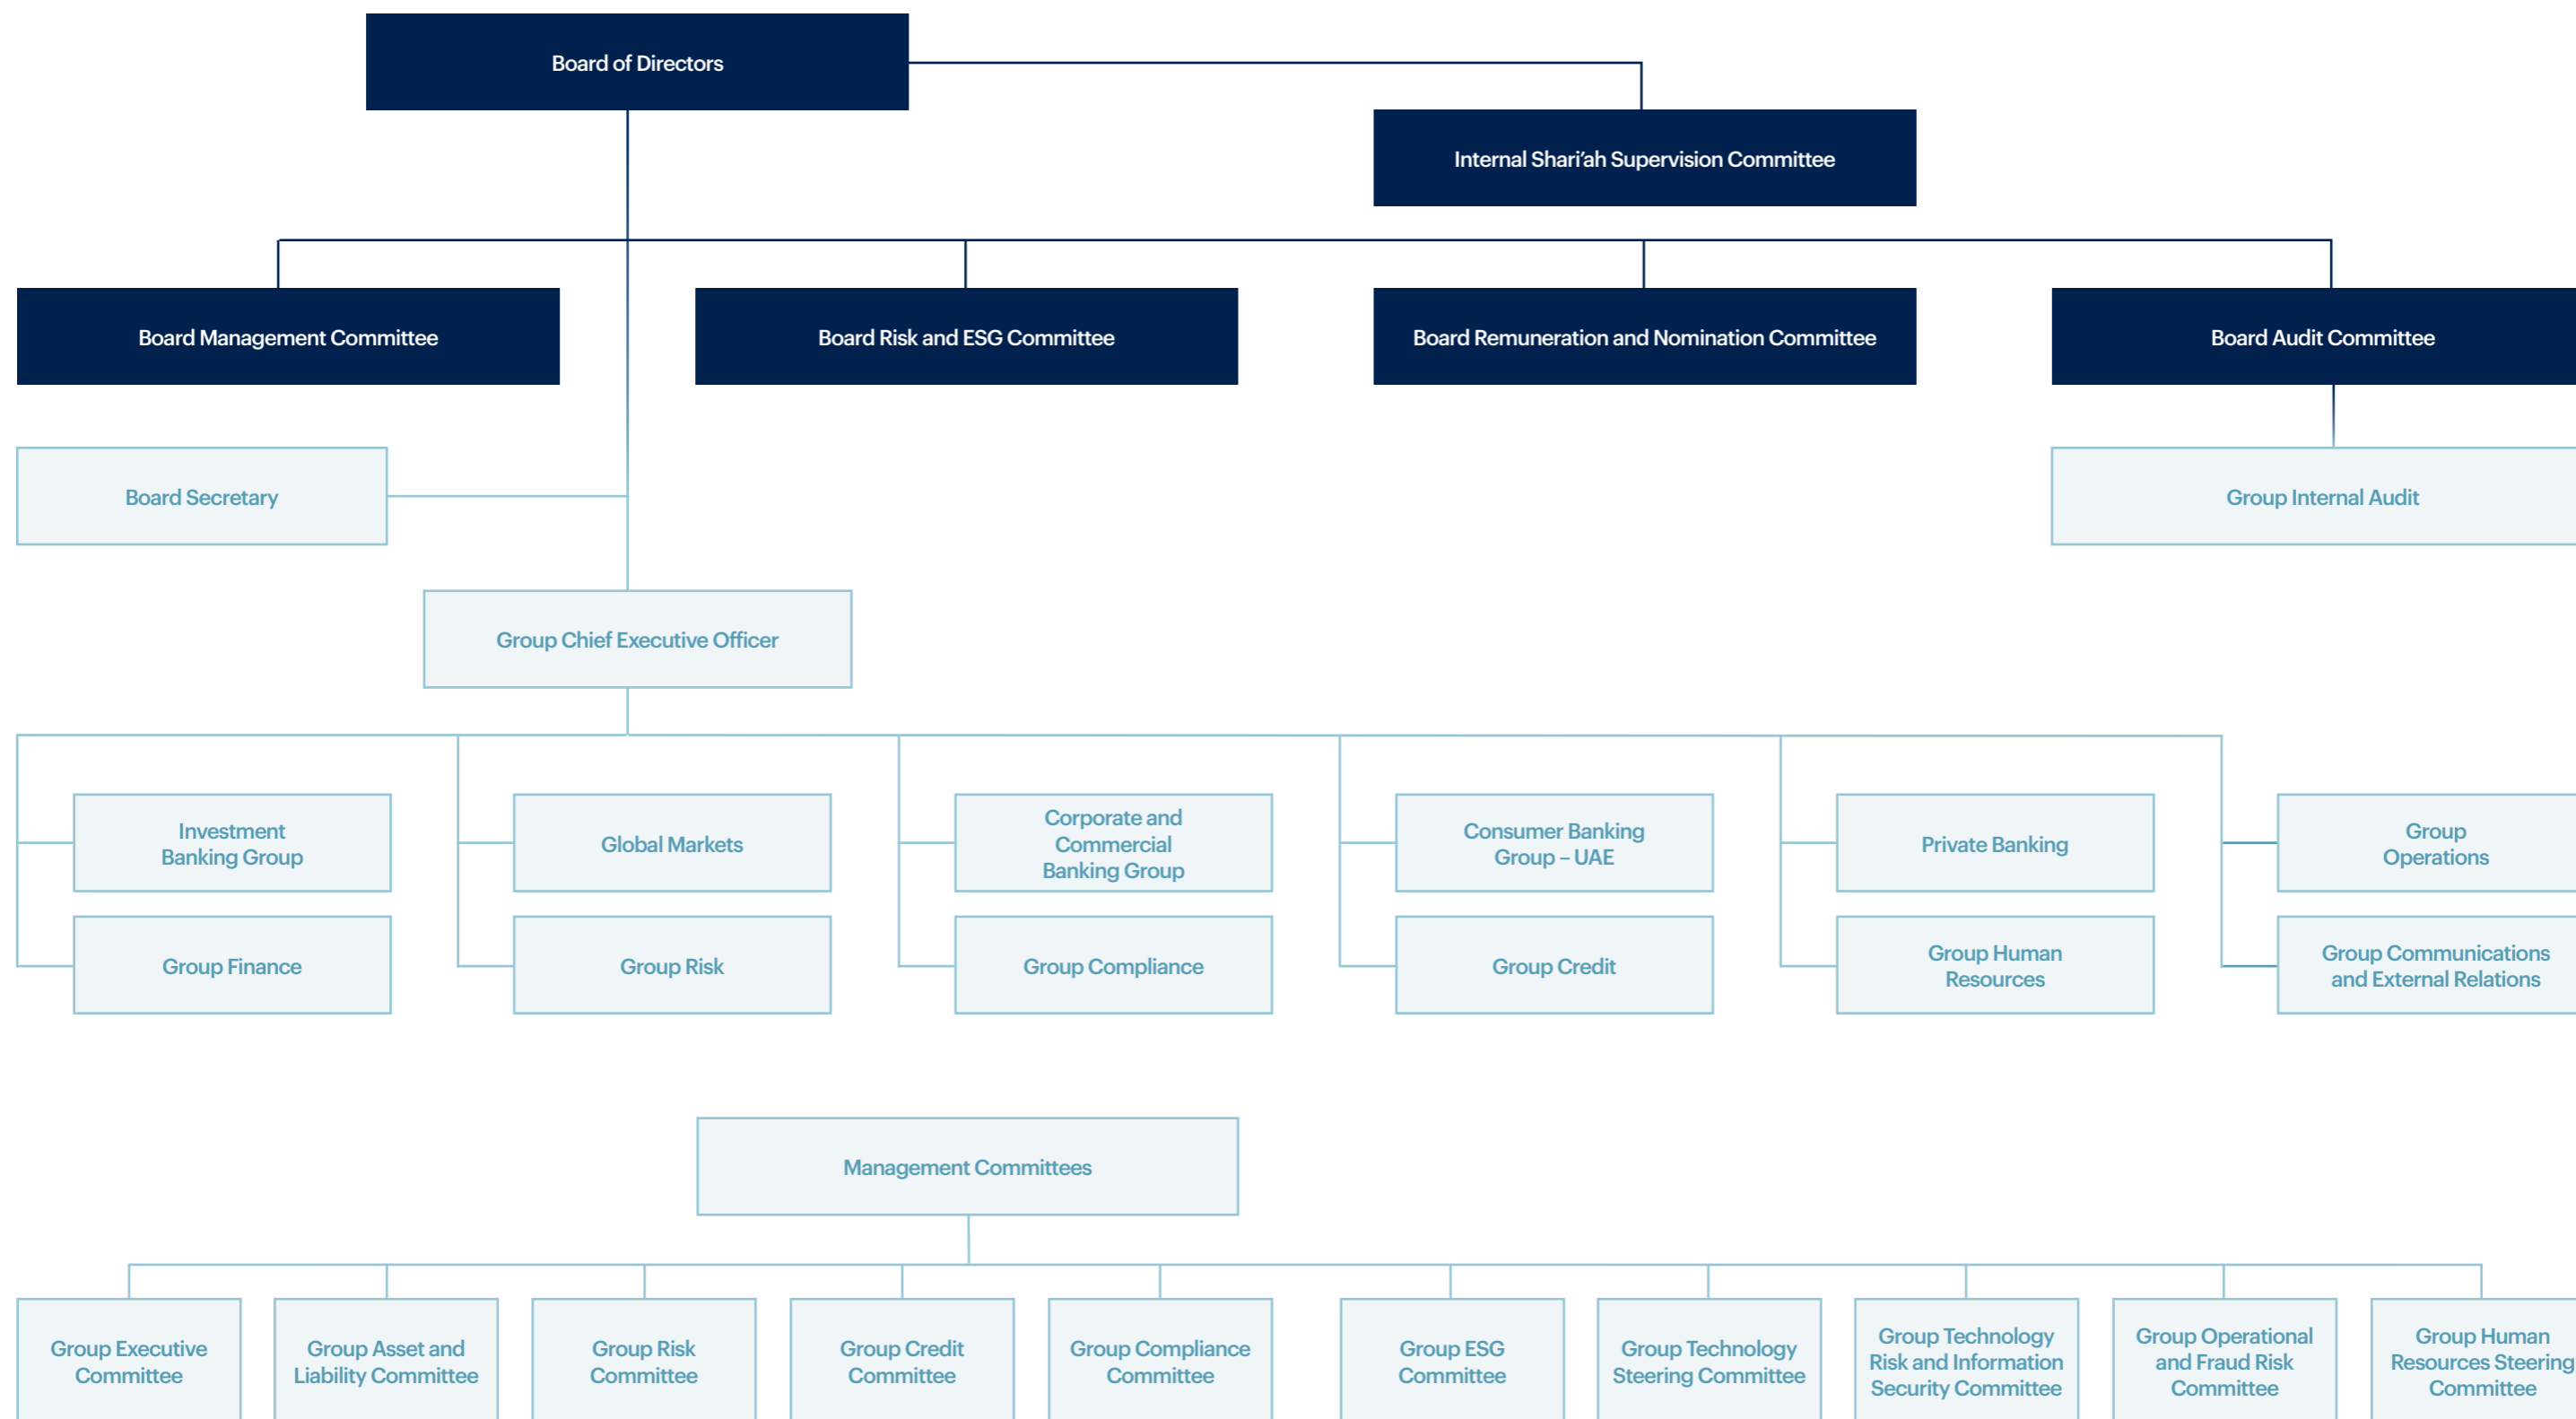 Board of Directors
Internal Shari’ah Supervision Committee
Board Management Committee
Board Risk and ESG Committee
Board Remuneration and Nomination Committee
Board Audit Committee
Board Secretary
Group Internal Audit
Group Chief Executive Officer
Investment
Banking Group
Global Markets
Corporate and
Commercial
Banking Group
Consumer Banking
Group – UAE
Private Banking
Group
Operations
Group Finance
Group Risk
Group Compliance
Group Credit
Group Human
Resources
Group Communications
and External Relations
Management Committees
Group Executive
Committee
Group Asset and
Liability Committee
Group Risk
Committee
Group Credit
Committee
Group Compliance
Committee
Group ESG
Committee
Group Technology
Steering Committee
Group Technology
Risk and Information
Security Committee
Group Operational
and Fraud Risk
Committee
Group Human
Resources Steering
Committee